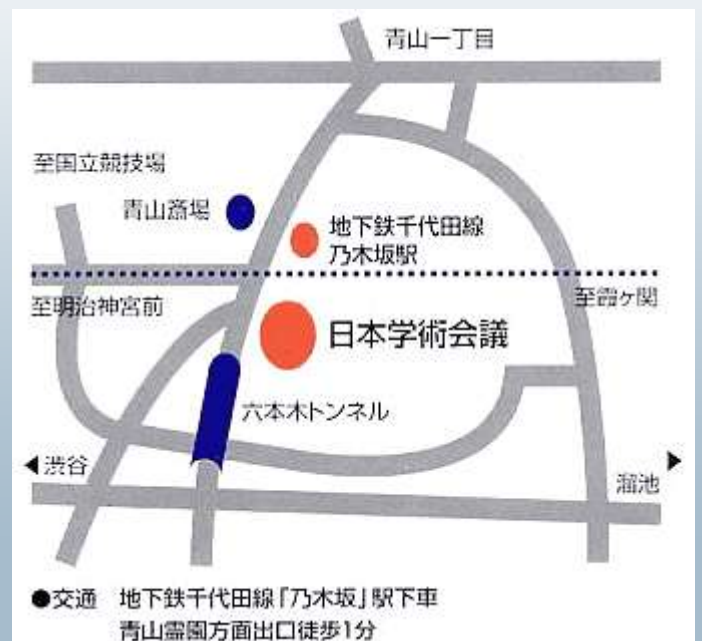 青山一丁目
至国立競技場
青山斎場
地下鉄千代田線
乃木坂駅
至明治神宮前
至霞ヶ関
日本学術会議
六本木トンネル
渋谷
溜池
●交通 地下鉄千代田線「乃木坂」駅下車
青山霊園方面出口徒歩1分